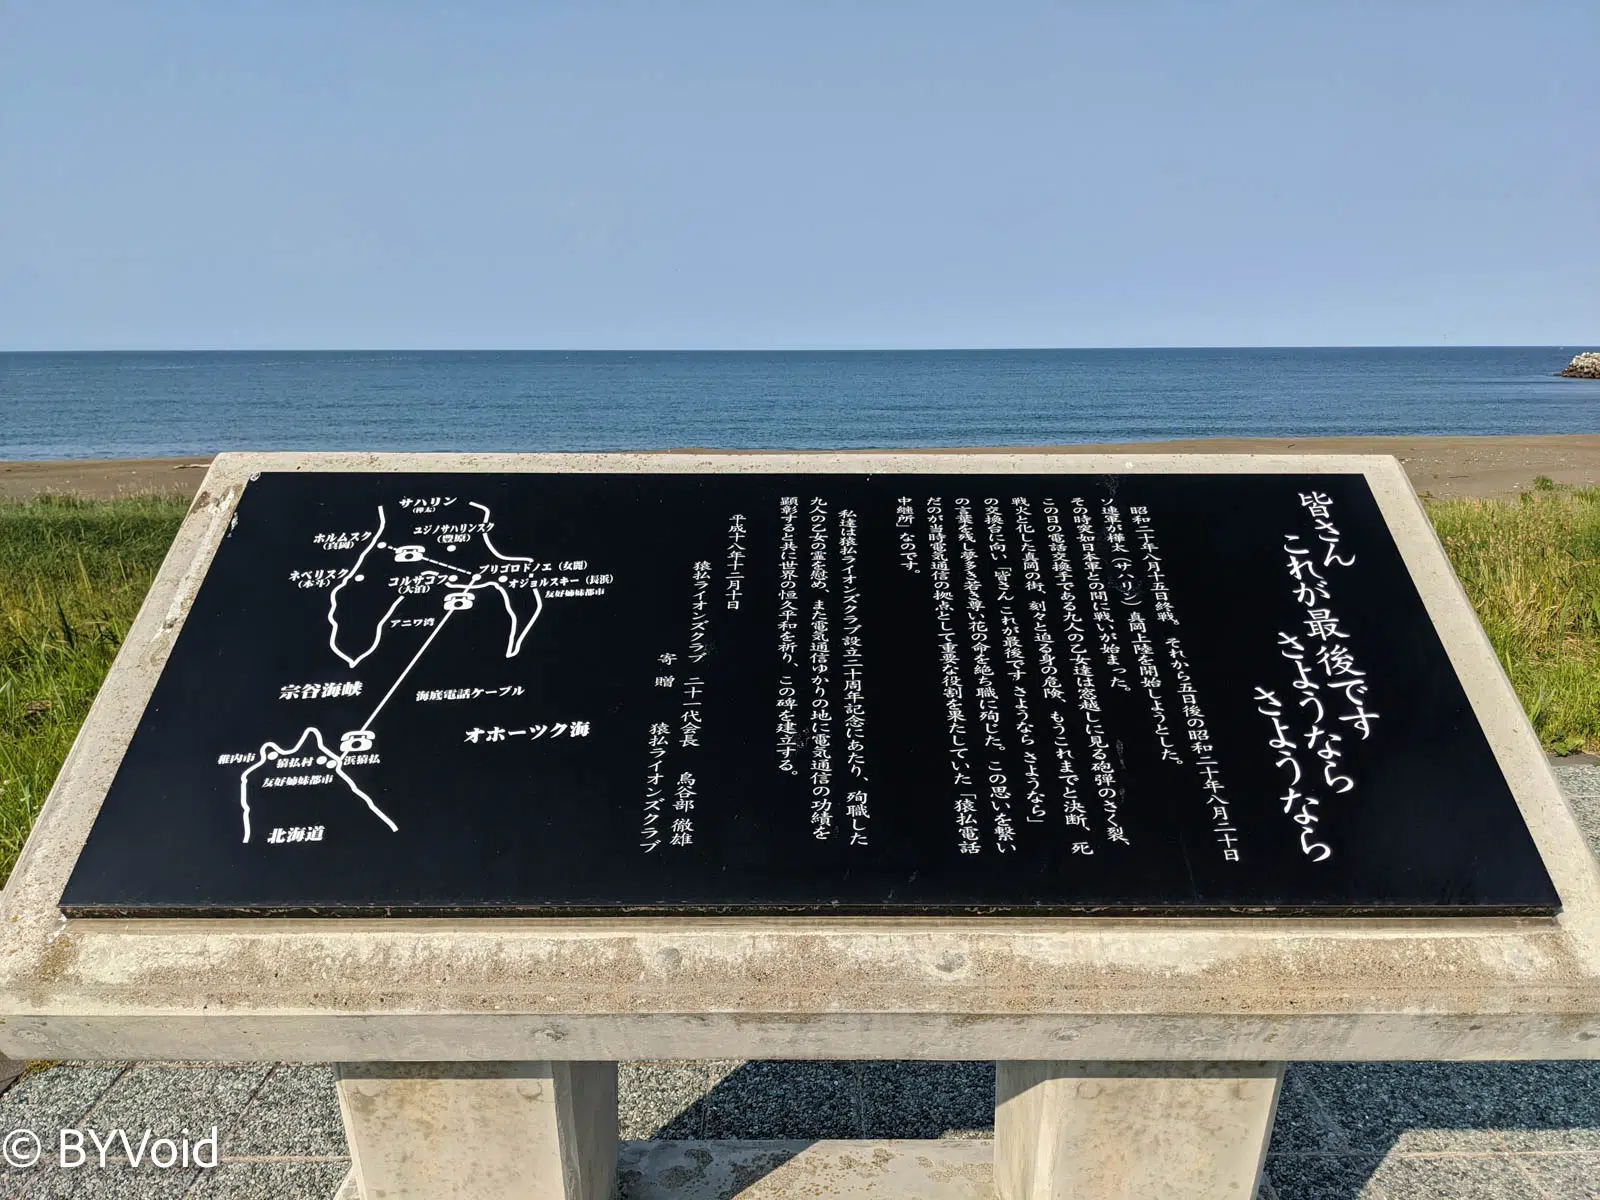 皆さん
これが最後です
さようなら
さようなら
昭和二十年八月十五日終戦。それから五日後の昭和二十年八月二十日
ソ連軍が樺太(サハリン)真岡上陸を開始しようとした。
その時突如日本軍との間に戦いが始まった。
この日の電話交換手である九人の乙女達は窓越しに見る砲弾のさく裂、
戦火と化した真岡の街、刻々と迫る身の危険、もうこれまでと決断、死
の交換台に向い「皆さん これが最後です さようなら さようなら」
の言葉を残し夢多き若き尊い花の命を絶ち職に殉じた。この思いを繋い
だのが当時電気通信の拠点として重要な役割を果たしていた「猿払電話
中継所」なのです。
私達は猿払ライオンズクラブ設立二十周年記念にあたり、殉職した
九人の乙女の霊を慰め、また電気通信ゆかりの地に電気通信の功績を
顕彰すると共に世界の恒久平和を祈り、この碑を建立する。
平成十八年十二月十日
猿払ライオンズクラブ 二十一代会長 鳥谷部 徹雄
寄贈 猿払ライオンズクラブ
サハリン
(樺太)
ユジノサハリンスク
(豊原)
ホルムスク
(真岡)
プリゴロドノエ(女麗)
ネベリスク
(本斗)
コルサコフ
(大泊)
オジョルスキー(長浜)
友好姉妹都市
アニワ湾
宗谷海峡
海底電話ケーブル
オホーツク海
稚内市
猿払村
浜猿払
友好姉妹都市
北海道
© BYVoid